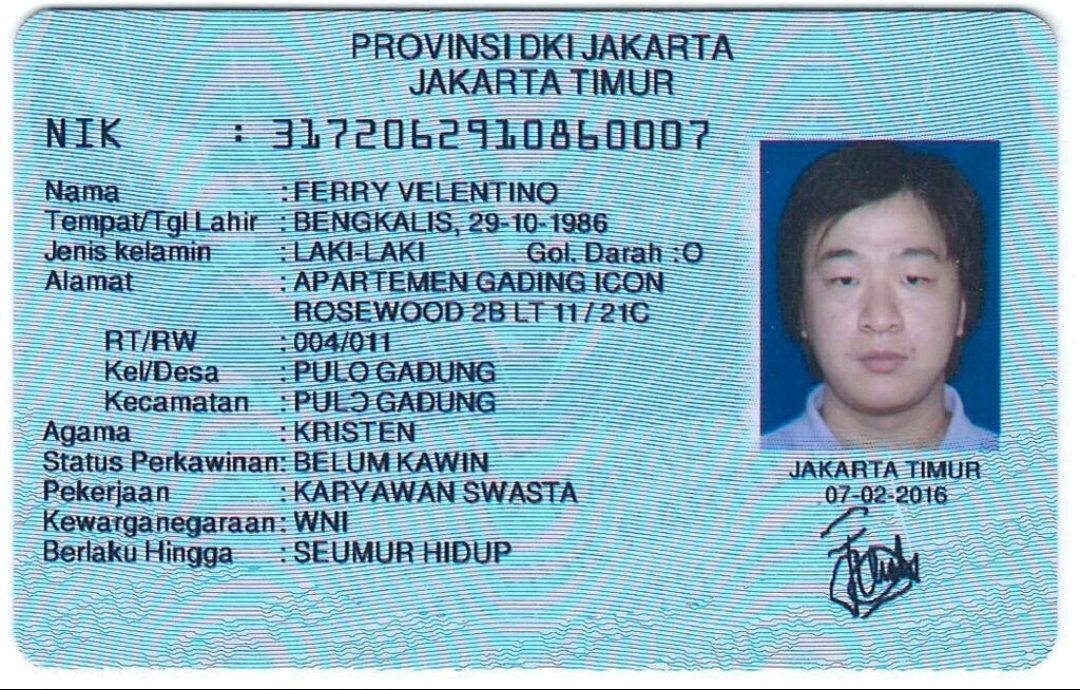 PROVINSI DKI JAKARTA
JAKARTA TIMUR
NIK : 3172062910860007
Nama : FERRY VELENTINO
Tempat/Tgl Lahir : BENGKALIS, 29-10-1986
Jenis kelamin : LAKI-LAKI Gol. Darah : O
Alamat : APARTEMEN GADING ICON
ROSEWOOD 2B LT 11 / 21C
RT/RW : 004/011
Kel/Desa : PULO GADUNG
Kecamatan : PULO GADUNG
Agama : KRISTEN
Status Perkawinan: BELUM KAWIN
Pekerjaan : KARYAWAN SWASTA
Kewarganegaraan: WNI
Berlaku Hingga : SEUMUR HIDUP
JAKARTA TIMUR
07-02-2016